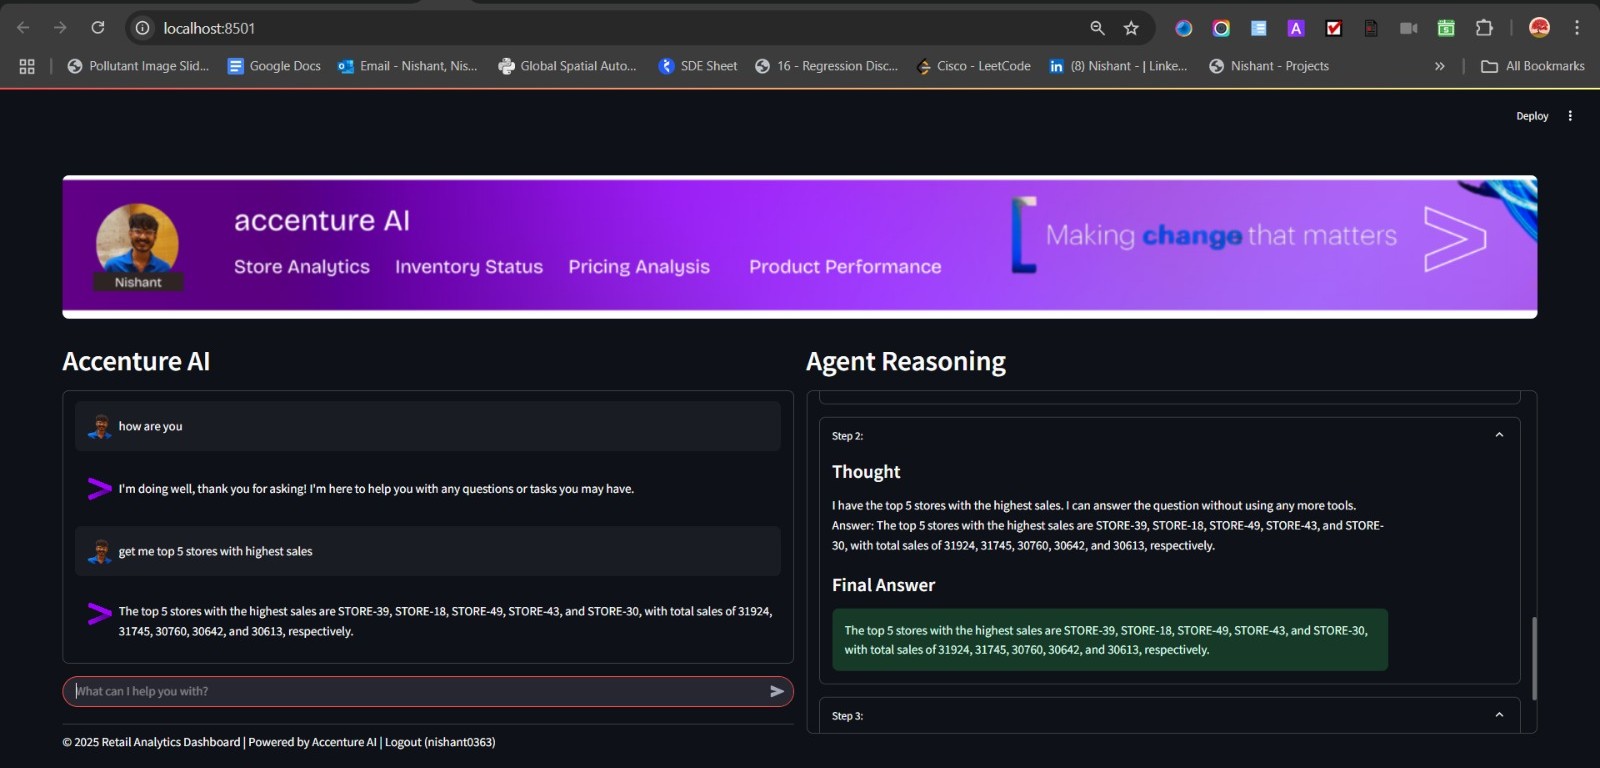 localhost:8501
Pollutant Image Slid...
Google Docs
Email - Nishant, Nis...
Global Spatial Auto...
SDE Sheet
16 - Regression Disc...
Cisco - LeetCode
(8) Nishant - | Linke...
Nishant - Projects
»
All Bookmarks
Deploy
accenture AI
Store Analytics Inventory Status Pricing Analysis Product Performance
Nishant
Making change that matters
Accenture AI
how are you
I'm doing well, thank you for asking! I'm here to help you with any questions or tasks you may have.
get me top 5 stores with highest sales
The top 5 stores with the highest sales are STORE-39, STORE-18, STORE-49, STORE-43, and STORE-30, with total sales of 31924,
31745, 30760, 30642, and 30613, respectively.
What can I help you with?
© 2025 Retail Analytics Dashboard | Powered by Accenture AI | Logout (nishant0363)
Agent Reasoning
Step 2:
Thought
I have the top 5 stores with the highest sales. I can answer the question without using any more tools.
Answer: The top 5 stores with the highest sales are STORE-39, STORE-18, STORE-49, STORE-43, and STORE-
30, with total sales of 31924, 31745, 30760, 30642, and 30613, respectively.
Final Answer
The top 5 stores with the highest sales are STORE-39, STORE-18, STORE-49, STORE-43, and STORE-30,
with total sales of 31924, 31745, 30760, 30642, and 30613, respectively.
Step 3: